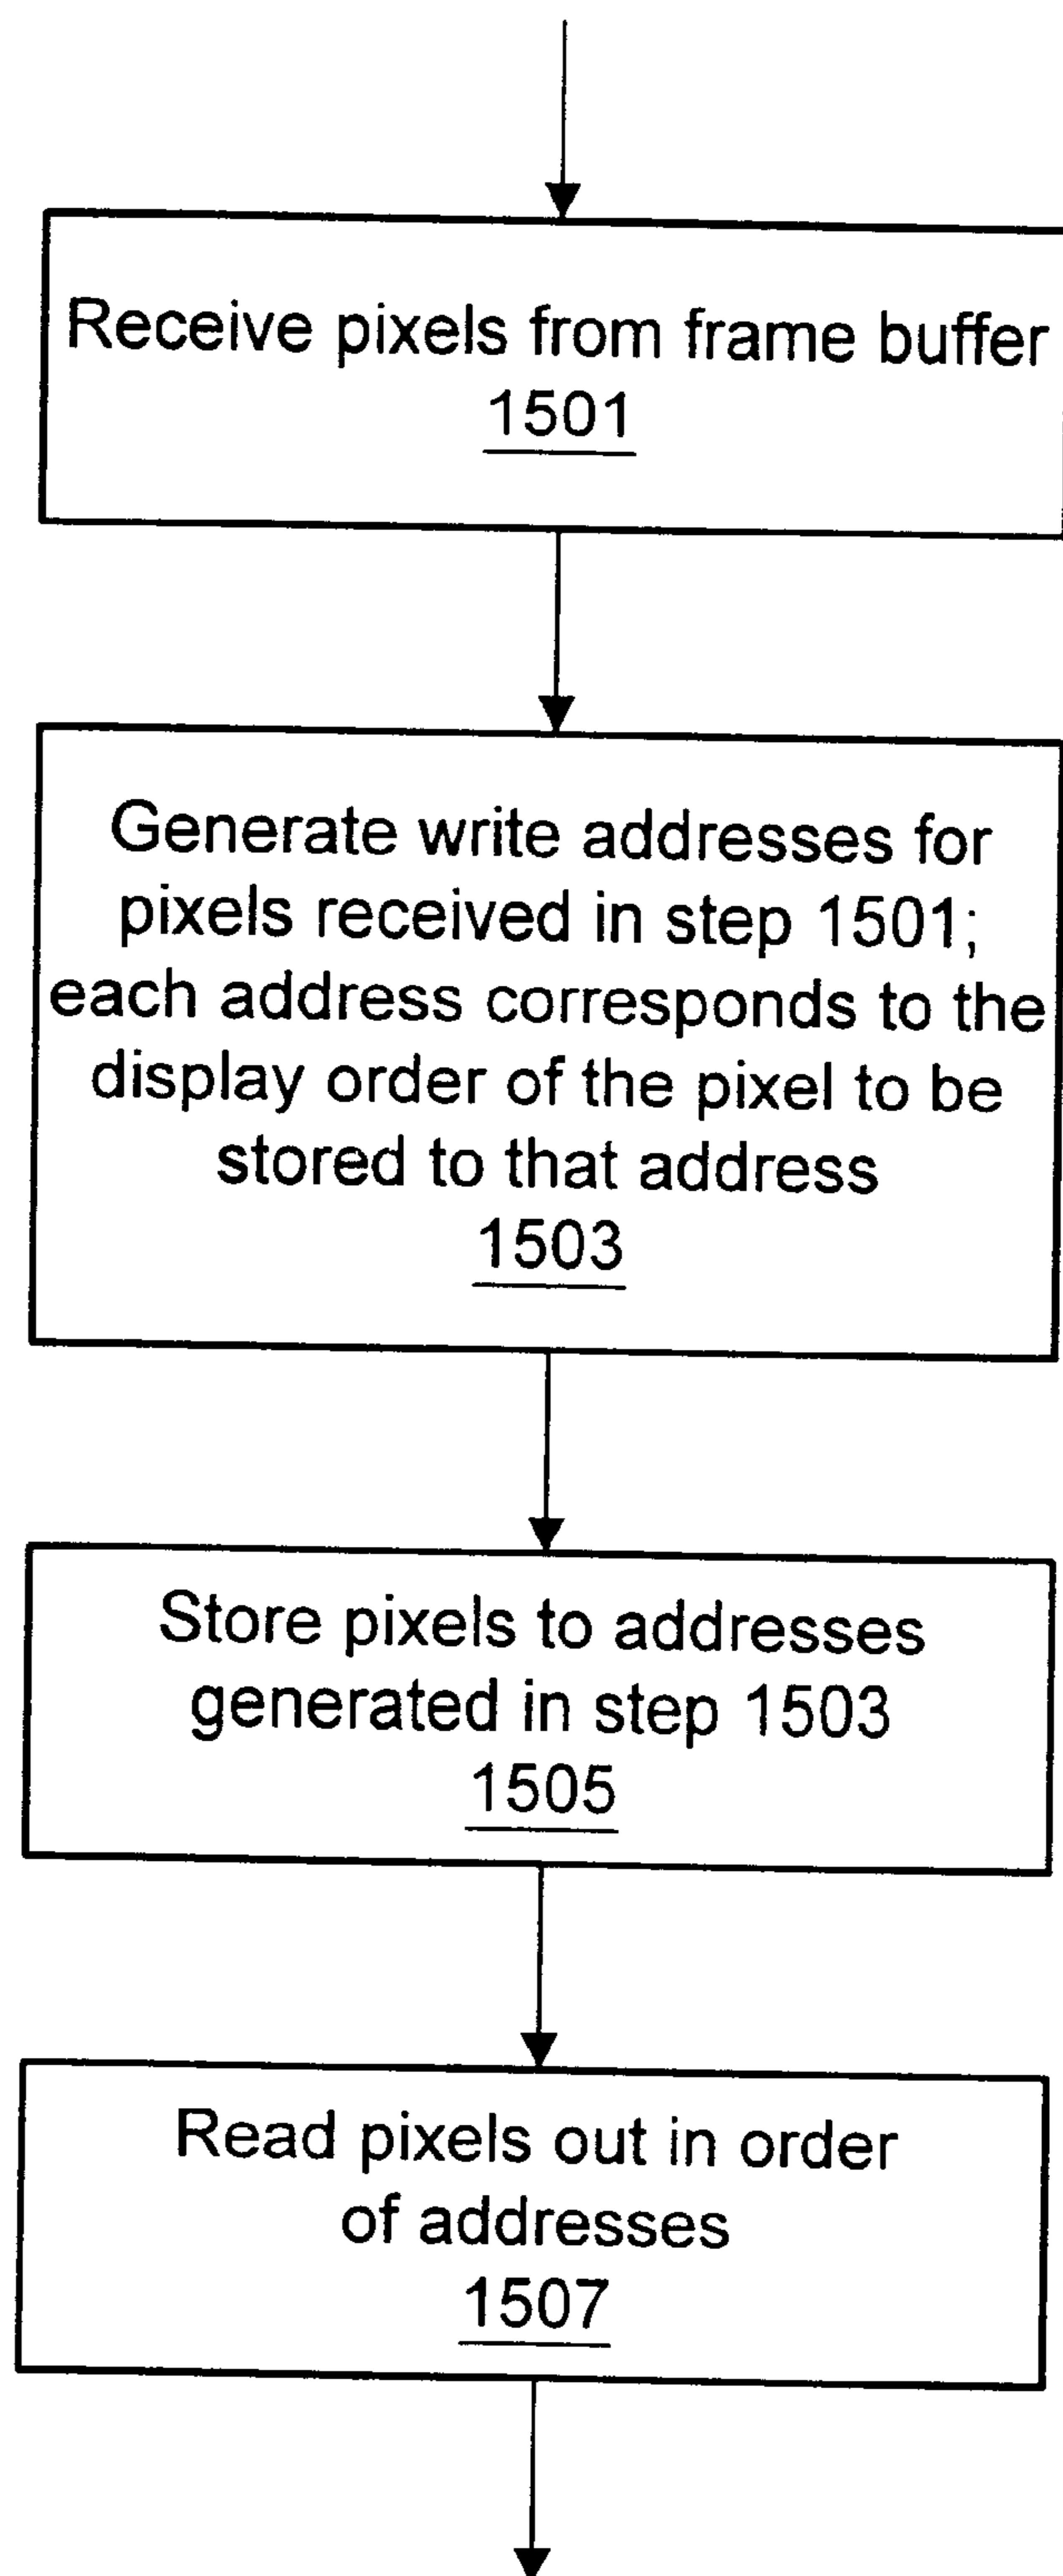 Receive pixels from frame buffer
1501
Generate write addresses for
pixels received in step 1501;
each address corresponds to the
display order of the pixel to be
stored to that address
1503
Store pixels to addresses
generated in step 1503
1505
Read pixels out in order
of addresses
1507